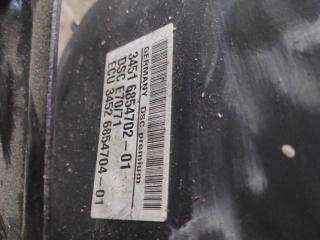 GERMANY DSC premium
3451 6854702-01
DSC E70/71
ECU 3452 6854704-01